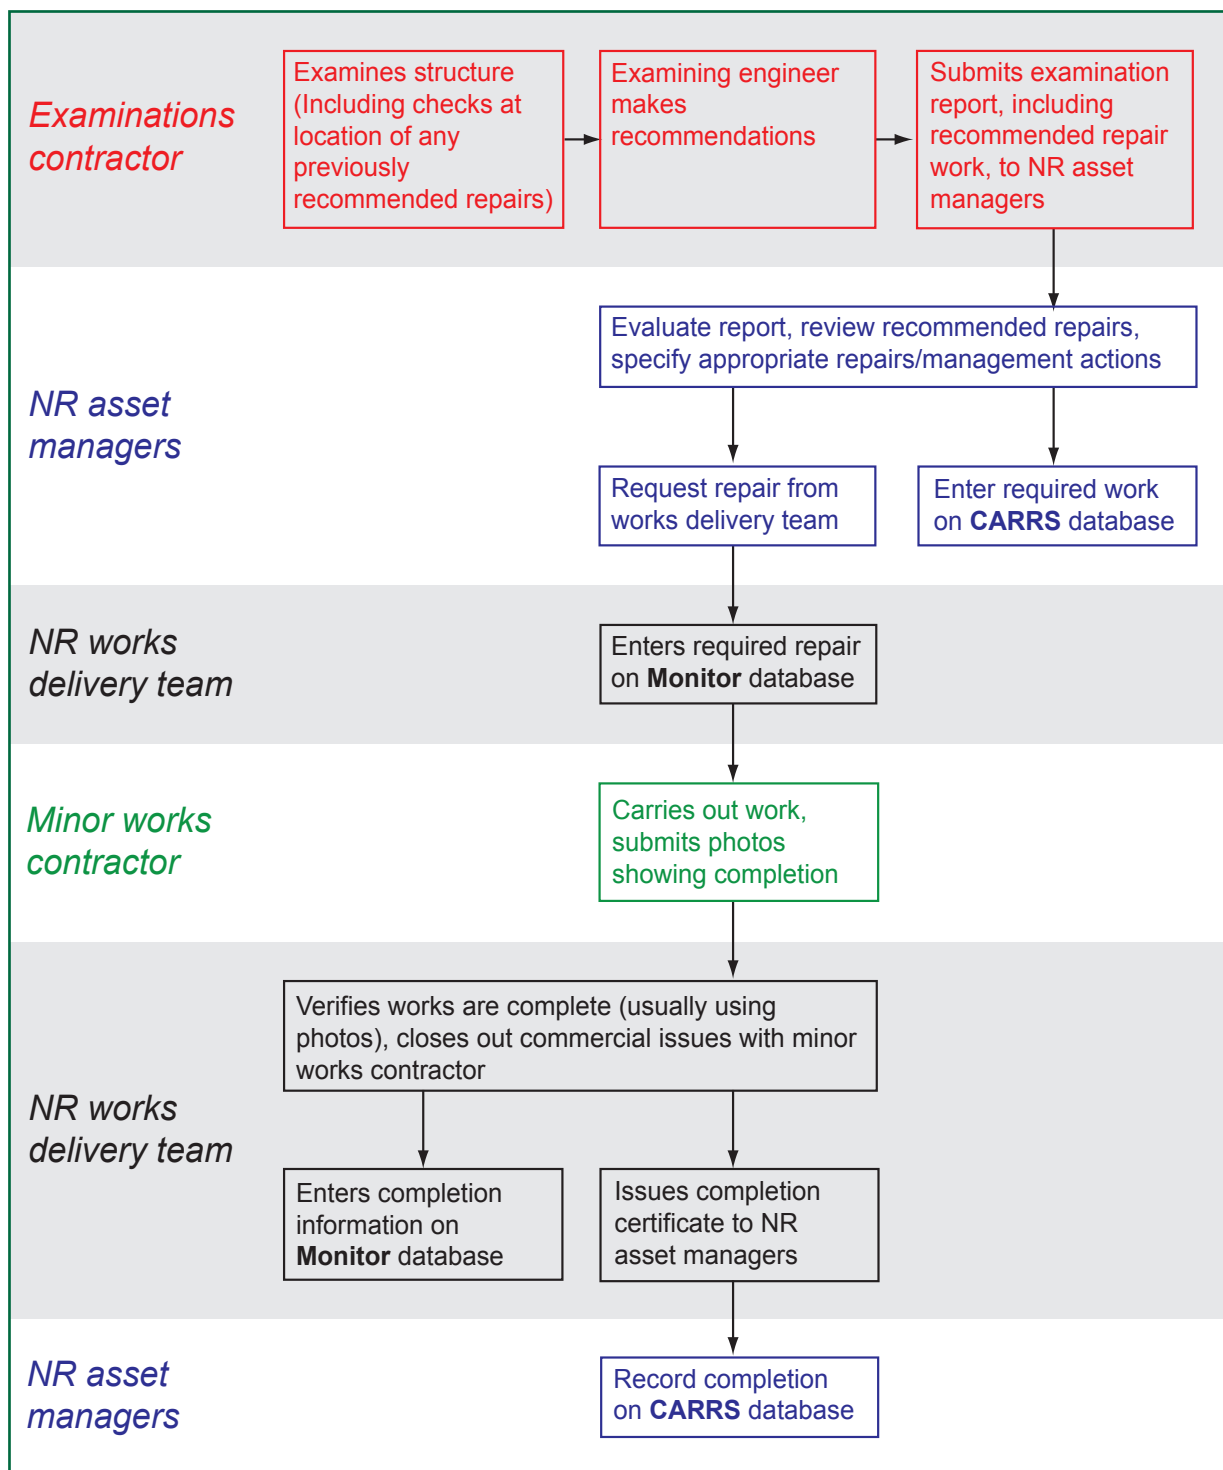 Examinations
contractor
Examines structure
(Including checks at
location of any
previously
recommended repairs)
Examining engineer
makes
recommendations
Submits examination
report, including
recommended repair
work, to NR asset
managers
NR asset
managers
Evaluate report, review recommended repairs,
specify appropriate repairs/management actions
Request repair from
works delivery team
Enter required work
on CARRS database
NR works
delivery team
Enters required repair
on Monitor database
Minor works
contractor
Carries out work,
submits photos
showing completion
NR works
delivery team
Verifies works are complete (usually using
photos), closes out commercial issues with minor
works contractor
Enters completion
information on
Monitor database
Issues completion
certificate to NR
asset managers
NR asset
managers
Record completion
on CARRS database